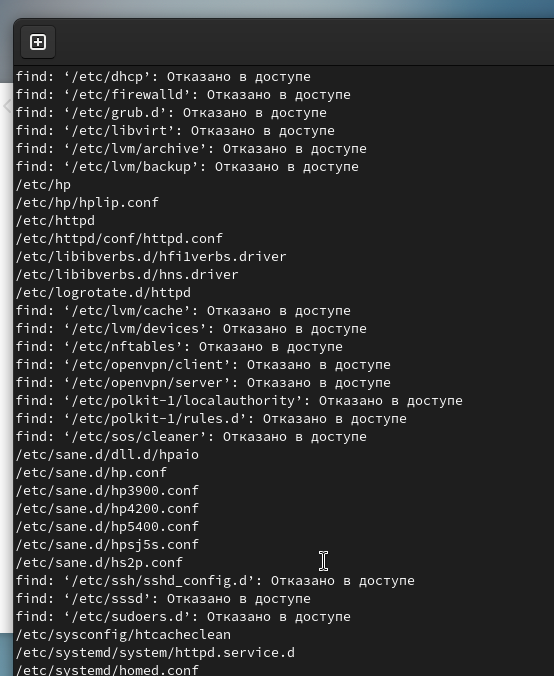 find: ‘/etc/dhcp’: Отказано в доступе
find: ‘/etc/firewalld’: Отказано в доступе
find: ‘/etc/grub.d’: Отказано в доступе
find: ‘/etc/libvirt’: Отказано в доступе
find: ‘/etc/lvm/archive’: Отказано в доступе
find: ‘/etc/lvm/backup’: Отказано в доступе
/etc/hp
/etc/hp/hplip.conf
/etc/httpd
/etc/httpd/conf/httpd.conf
/etc/libibverbs.d/hfi1verbs.driver
/etc/libibverbs.d/hns.driver
/etc/logrotate.d/httpd
find: ‘/etc/lvm/cache’: Отказано в доступе
find: ‘/etc/lvm/devices’: Отказано в доступе
find: ‘/etc/nftables’: Отказано в доступе
find: ‘/etc/openvpn/client’: Отказано в доступе
find: ‘/etc/openvpn/server’: Отказано в доступе
find: ‘/etc/polkit-1/localauthority’: Отказано в доступе
find: ‘/etc/polkit-1/rules.d’: Отказано в доступе
find: ‘/etc/sos/cleaner’: Отказано в доступе
/etc/sane.d/dll.d/hpaio
/etc/sane.d/hp.conf
/etc/sane.d/hp3900.conf
/etc/sane.d/hp4200.conf
/etc/sane.d/hp5400.conf
/etc/sane.d/hpsj5s.conf
/etc/sane.d/hs2p.conf
find: ‘/etc/ssh/sshd_config.d’: Отказано в доступе
find: ‘/etc/sssd’: Отказано в доступе
find: ‘/etc/sudoers.d’: Отказано в доступе
/etc/sysconfig/htcacheclean
/etc/systemd/system/httpd.service.d
/etc/systemd/homed.conf